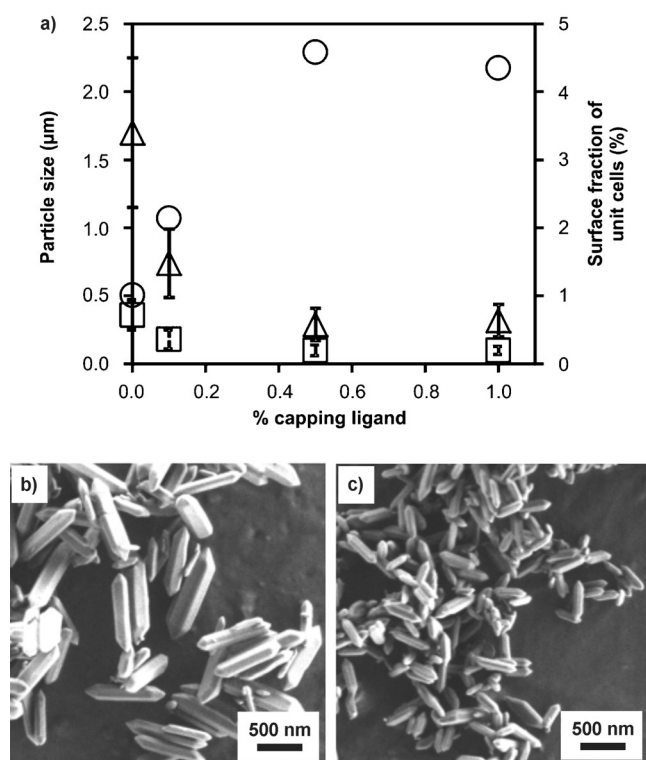 a)
2.5
2.0
1.5
1.0
0.5
0.0
Particle size (µm)
5
4
3
2
1
0
Surface fraction of
unit cells (%)
0.0 0.2 0.4 0.6 0.8 1.0
% capping ligand
b)
500 nm
c)
500 nm